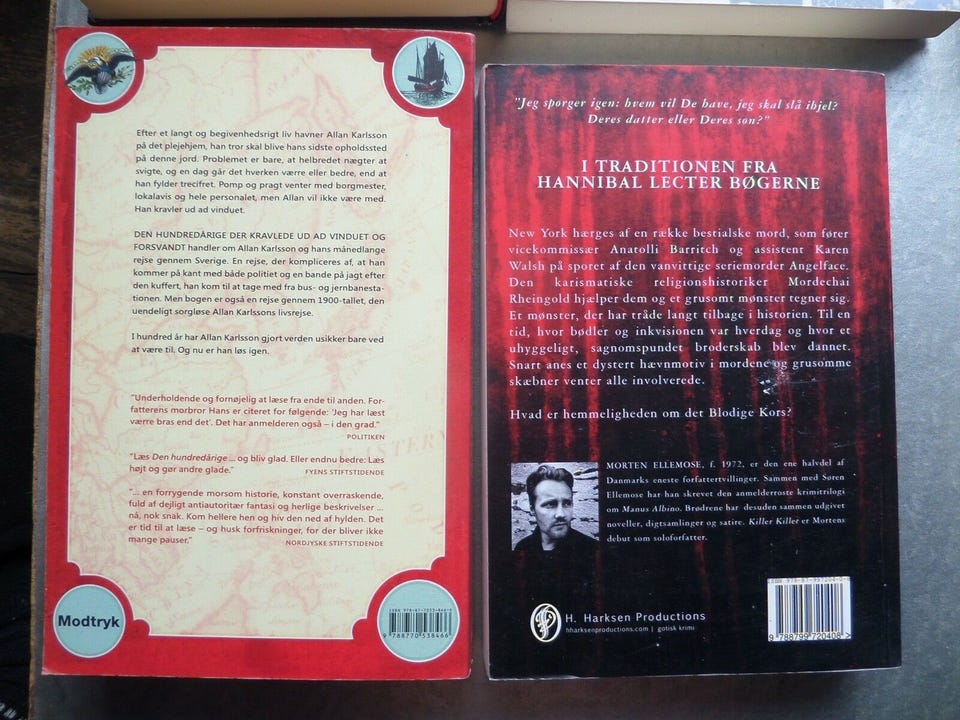 Efter et langt og begivenhedsrigt liv havner Allan Karlsson
på det plejehjem, han tror skal blive hans sidste opholdssted
på denne jord. Problemet er bare, at helbredet nægter at
svigte, og en dag går det hverken værre eller bedre, end at
han fylder trecifret. Pomp og pragt venter med borgmester,
lokalavis og hele personalet, men Allan vil ikke være med.
Han kravler ud ad vinduet.
DEN HUNDREDÅRIGE DER KRAVLEDE UD AD VINDUET OG
FORSVANDT handler om Allan Karlsson og hans månedlange
rejse gennem Sverige. En rejse, der kompliceres af, at han
kommer på kant med både politiet og en bande på jagt efter
den kuffert, han kom til at tage med fra bus- og jernbanesta-
tionen. Men bogen er også en rejse gennem 1900-tallet, den
uendeligt sorgløse Allan Karlssons livsrejse.
I hundred år har Allan Karlsson gjort verden usikker bare ved
at være til. Og nu er han løs igen.
"Underholdende og fornøjelig at læse fra ende til anden. For-
fatterens morbror Hans er citeret for følgende: 'Jeg har læst
værre bras end det'. Det har anmelderen også – i den grad."
POLITIKEN
"Læs Den hundredårige ... og bliv glad. Eller endnu bedre: Læs
højt og gør andre glade."
FYENS STIFTSTIDENDE
"... en forrygende morsom historie, konstant overraskende,
fuld af dejligt antiautoritær fantasi og herlige beskrivelser ...
nå, nok snak. Kom hellere hen og hiv den ned af hylden. Det
er tid til at læse – og husk forfriskninger, for der bliver ikke
mange pauser."
NORDJYSKE STIFTSTIDENDE
Modtryk
ISBN 978-87-7053-846-6
9 788770 538466
"Jeg spørger igen: hvem vil De have, jeg skal slå ihjel?
Deres datter eller Deres søn?"
I TRADITIONEN FRA
HANNIBAL LECTER BØGERNE
New York hærges af en række bestialske mord, som fører
vicekommissær Anatolli Barritch og assistent Karen
Walsh på sporet af den vanvittige seriemorder Angelface.
Den karismatiske religionshistoriker Mordechai
Rheingold hjælper dem og et grusomt mønster tegner sig.
Et mønster, der har tråde langt tilbage i historien. Til en
tid, hvor bødler og inkvisionen var hverdag og hvor et
uhyggeligt, sagnomspundet broderskab blev dannet.
Snart anes et dystert hævnmotiv i mordene og grusomme
skæbner venter alle involverede.
Hvad er hemmeligheden om det Blodige Kors?
MORTEN ELLEMOSE, f. 1972, er den ene halvdel af
Danmarks eneste forfattertvillinger. Sammen med Søren
Ellemose har han skrevet den anmelderroste krimitrilogi
om Manus Albino. Brødrene har desuden sammen udgivet
noveller, digtsamlinger og satire. Killer Killer er Mortens
debut som soloforfatter.
H. Harksen Productions
hharksenproductions.com | gotisk krimi
ISBN 978-87-997204-0-8
9 788799 720408 >